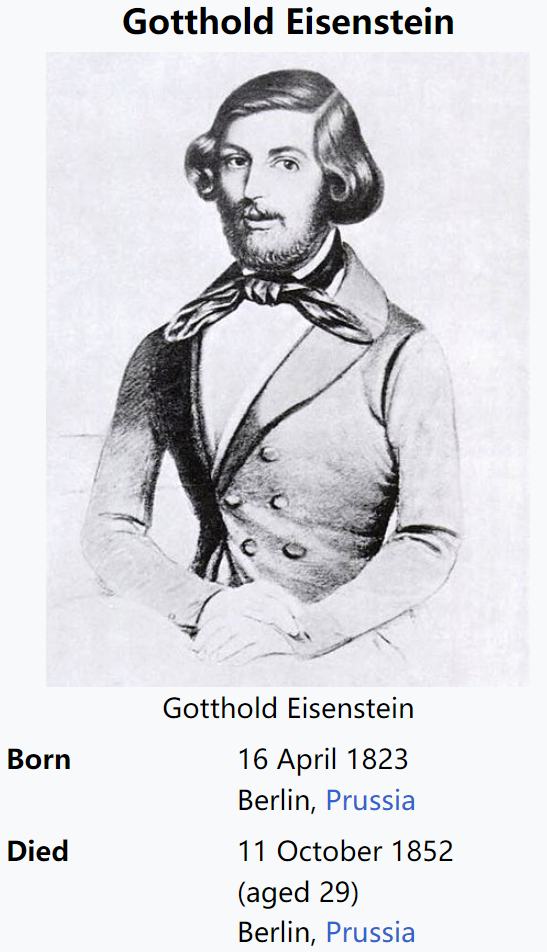 Gotthold Eisenstein
Gotthold Eisenstein
Born 16 April 1823
Berlin, Prussia
Died 11 October 1852
(aged 29)
Berlin, Prussia